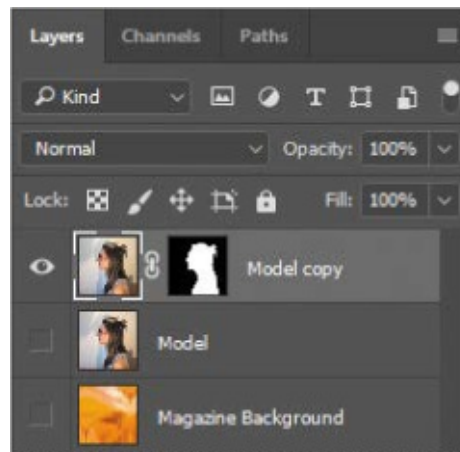 Layers Channels Paths
Kind T
Normal Opacity: 100%
Lock: Fill: 100%
Model copy
Model
Magazine Background